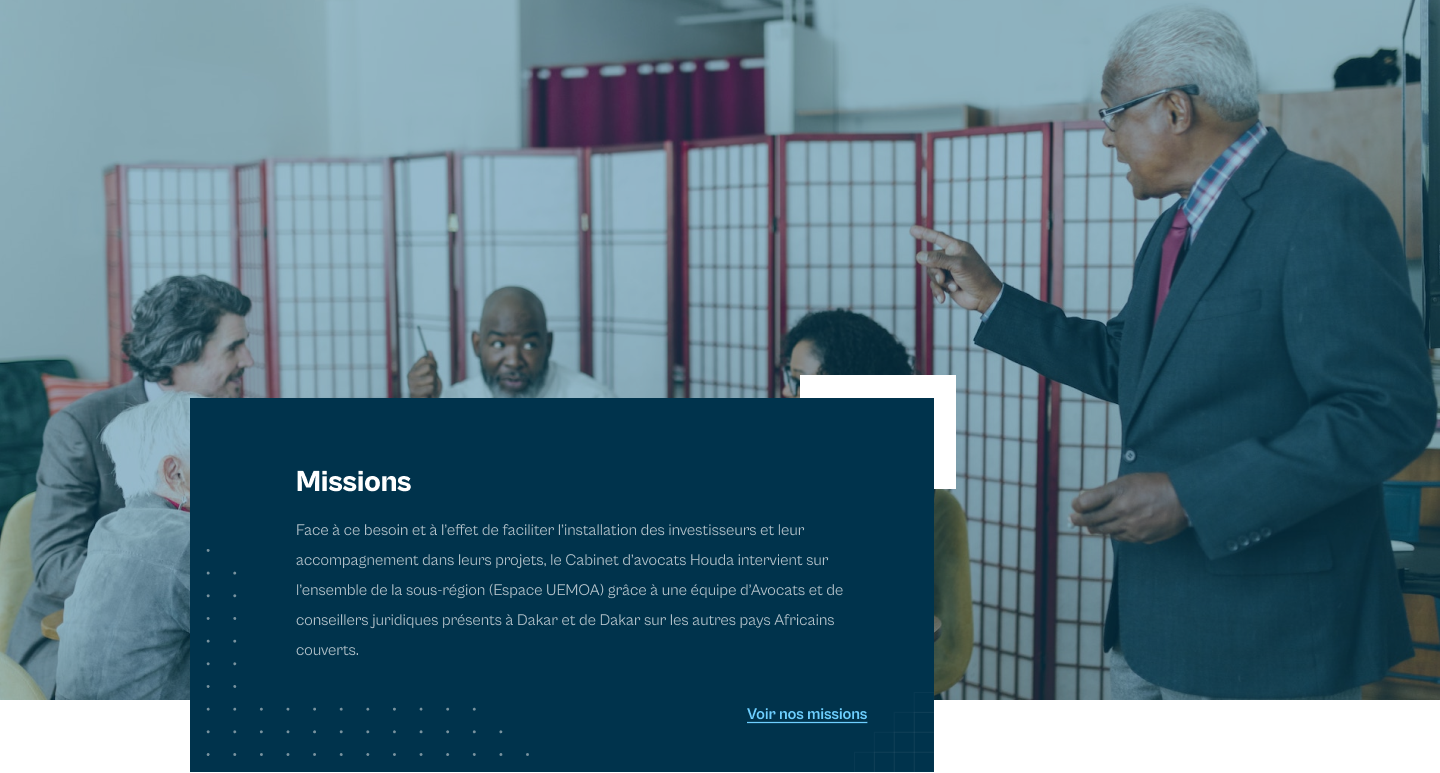 Missions
Face à ce besoin et à l'effet de faciliter l'installation des investisseurs et leur
accompagnement dans leurs projets, le Cabinet d'avocats Houda intervient sur
l'ensemble de la sous-région (Espace UEMOA) grâce à une équipe d'Avocats et de
conseillers juridiques présents à Dakar et de Dakar sur les autres pays Africains
couverts.
Voir nos missions